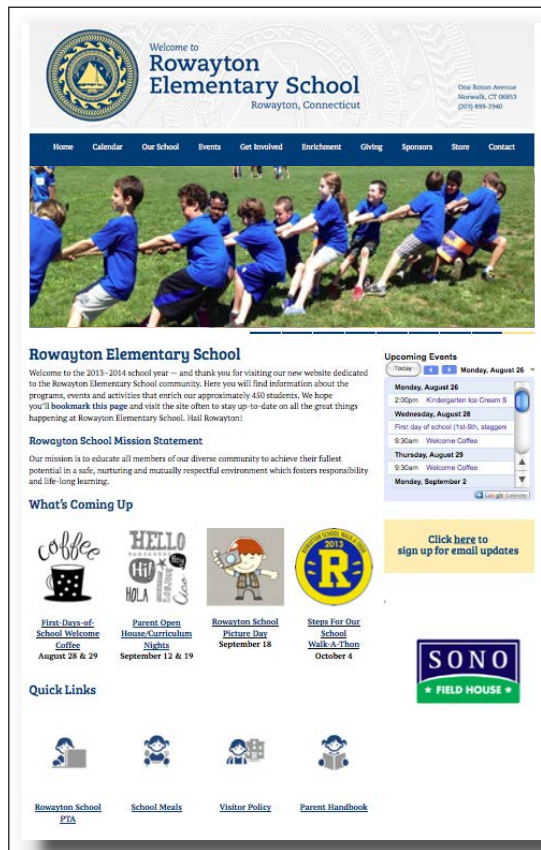 Welcome to
Rowayton
Elementary School
Rowayton, Connecticut
One Roton Avenue
Norwalk, CT 06853
(203) 899-2940
Home Calendar Our School Events Get Involved Enrichment Giving Sponsors Store Contact
Rowayton Elementary School
Welcome to the 2013–2014 school year — and thank you for visiting our new website dedicated
to the Rowayton Elementary School community. Here you will find information about the
programs, events and activities that enrich our approximately 450 students. We hope
you'll bookmark this page and visit the site often to stay up-to-date on all the great things
happening at Rowayton Elementary School. Hail Rowayton!
Rowayton School Mission Statement
Our mission is to educate all members of our diverse community to achieve their fullest
potential in a safe, nurturing and mutually respectful environment which fosters responsibility
and life-long learning.
What's Coming Up
coffee
HELLO
Hi!
Hey
HOLA
Ciao
ROWAYTON SCHOOL WALK-A-THON
2013
R
First-Days-of-
School Welcome
Coffee
August 28 & 29
Parent Open
House/Curriculum
Nights
September 12 & 19
Rowayton School
Picture Day
September 18
Steps For Our
School
Walk-A-Thon
October 4
Quick Links
Rowayton School
PTA
School Meals
Visitor Policy
Parent Handbook
Upcoming Events
Today Monday, August 26
Monday, August 26
2:00pm Kindergarten Ice Cream S
Wednesday, August 28
First day of school (1st-5th, staggere
9:30am Welcome Coffee
Thursday, August 29
9:30am Welcome Coffee
Monday, September 2
Google Calendar
Click here to
sign up for email updates
SONO
★ FIELD HOUSE ★